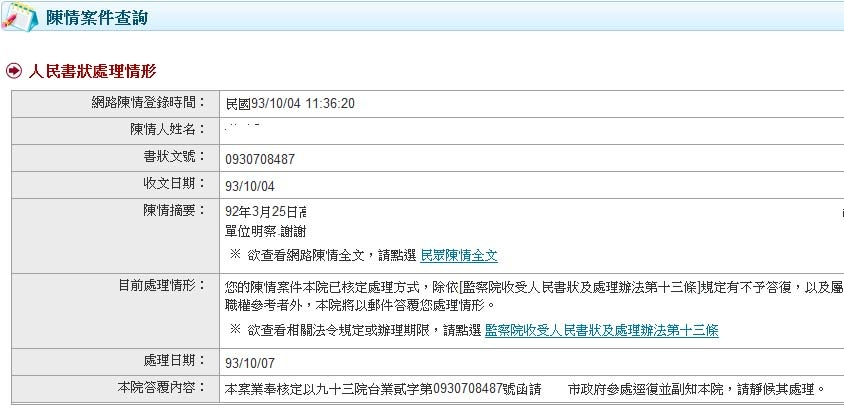 陳情案件查詢
人民書狀處理情形
網路陳情登錄時間： 民國93/10/04 11:36:20
陳情人姓名：
書狀文號： 0930708487
收文日期： 93/10/04
陳情摘要： 92年3月25日
單位明察 謝謝
※ 欲查看網路陳情全文，請點選 民眾陳情全文
目前處理情形： 您的陳情案件本院已核定處理方式，除依[監察院收受人民書狀及處理辦法第十三條]規定有不予答復，以及屬
職權參考者外，本院將以郵件答覆您處理情形。
※ 欲查看相關法令規定或辦理期限，請點選 監察院收受人民書狀及處理辦法第十三條
處理日期： 93/10/07
本院答覆內容： 本案業奉核定以九十三院台業貳字第0930708487號函請 市政府參處逕復並副知本院，請靜候其處理。